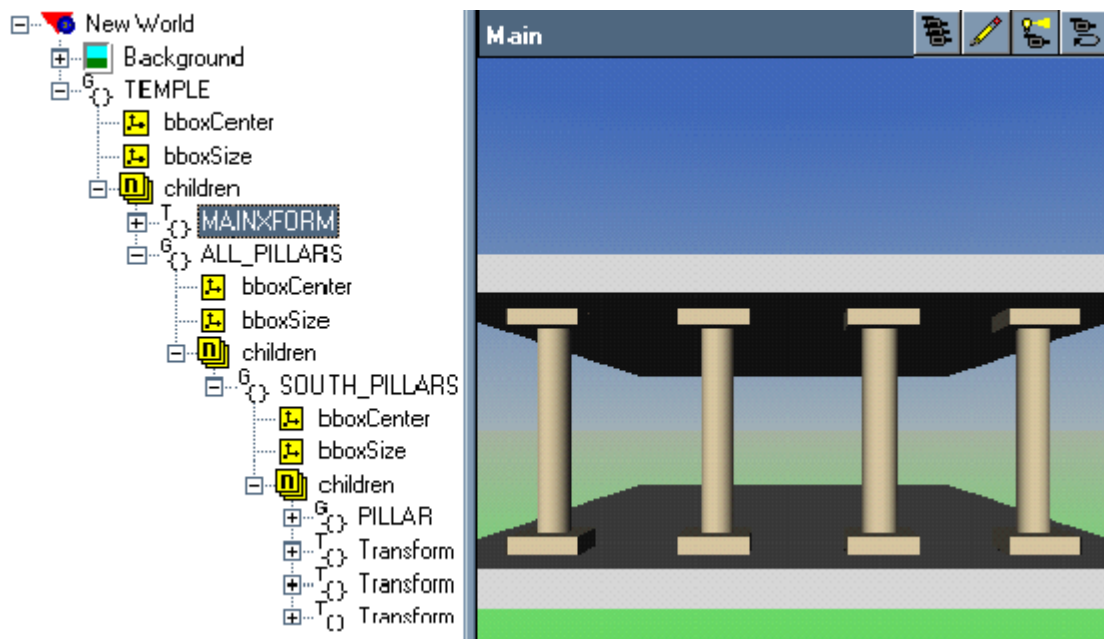 New World
Background
G TEMPLE
bboxCenter
bboxSize
n children
T MAINXFORM
G ALL_PILLARS
bboxCenter
bboxSize
n children
G SOUTH_PILLARS
bboxCenter
bboxSize
n children
G PILLAR
T Transform
T Transform
T Transform
Main